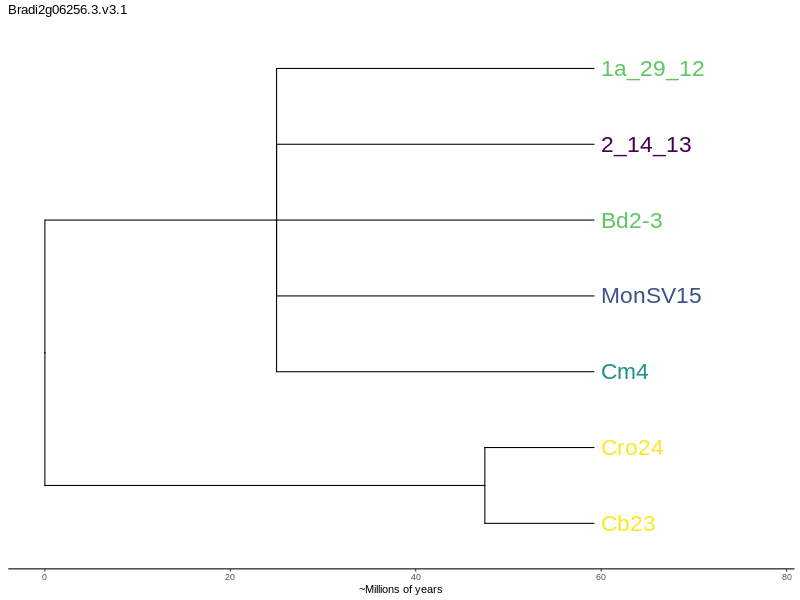 Bradi2g06256.3.v3.1
1a_29_12
2_14_13
Bd2-3
MonSV15
Cm4
Cro24
Cb23
0 20 40 60 80
~Millions of years